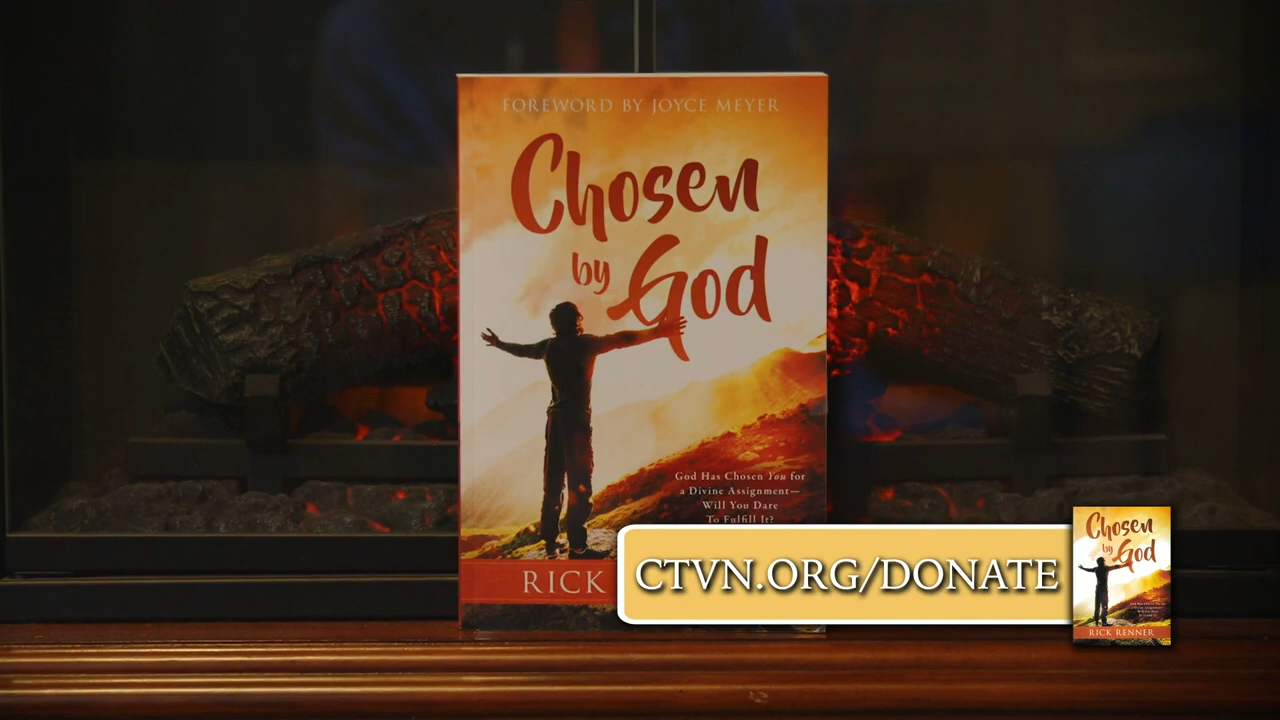 FOREWORD BY JOYCE MEYER
Chosen
by God
God Has Chosen You for
a Divine Assignment—
Will You Dare
To Fulfill It?
RICK
CTVN.ORG/DONATE
Chosen
by God
RICK RENNER